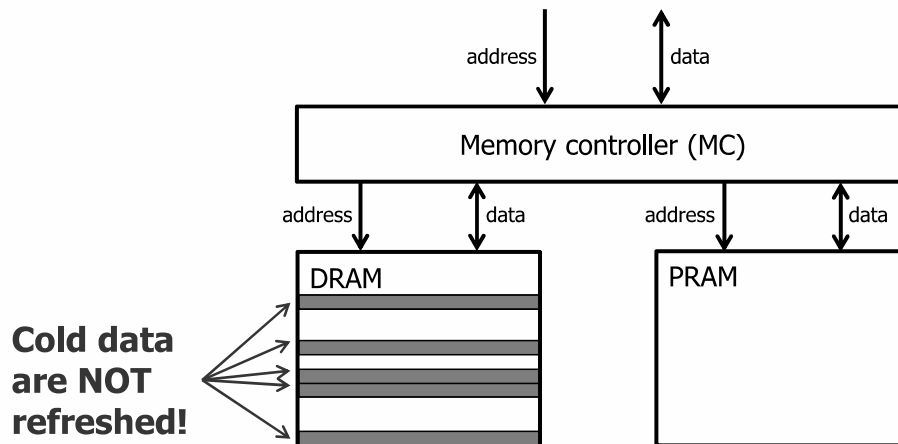 address
data
Memory controller (MC)
address
data
address
data
DRAM
PRAM
Cold data
are NOT
refreshed!